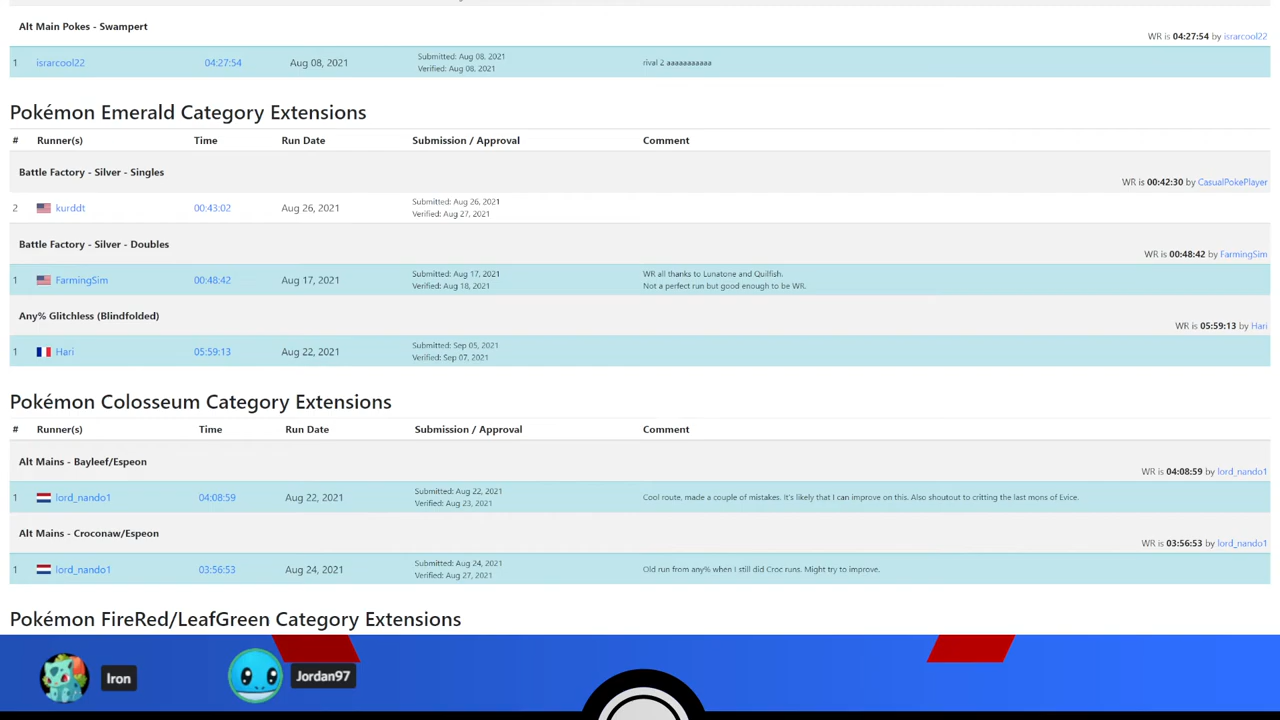 Alt Main Pokes - Swampert
WR is 04:27:54 by israrcool22
1 israrcool22 04:27:54 Aug 08, 2021 Submitted: Aug 08, 2021 rival 2 aaaaaaaaaaa
Verified: Aug 08, 2021
Pokémon Emerald Category Extensions
# Runner(s) Time Run Date Submission / Approval Comment
Battle Factory - Silver - Singles
WR is 00:42:30 by CasualPokePlayer
2 kurddt 00:43:02 Aug 26, 2021 Submitted: Aug 26, 2021
Verified: Aug 27, 2021
Battle Factory - Silver - Doubles
WR is 00:48:42 by FarmingSim
1 FarmingSim 00:48:42 Aug 17, 2021 Submitted: Aug 17, 2021 WR all thanks to Lunatone and Quilfish.
Verified: Aug 18, 2021 Not a perfect run but good enough to be WR.
Any% Glitchless (Blindfolded)
WR is 05:59:13 by Hari
1 Hari 05:59:13 Aug 22, 2021 Submitted: Sep 05, 2021
Verified: Sep 07, 2021
Pokémon Colosseum Category Extensions
# Runner(s) Time Run Date Submission / Approval Comment
Alt Mains - Bayleef/Espeon
WR is 04:08:59 by lord_nando1
1 lord_nando1 04:08:59 Aug 22, 2021 Submitted: Aug 22, 2021 Cool route, made a couple of mistakes. It's likely that I can improve on this. Also shoutout to critting the last mons of Evice.
Verified: Aug 23, 2021
Alt Mains - Croconaw/Espeon
WR is 03:56:53 by lord_nando1
1 lord_nando1 03:56:53 Aug 24, 2021 Submitted: Aug 24, 2021 Old run from any% when I still did Croc runs. Might try to improve.
Verified: Aug 27, 2021
Pokémon FireRed/LeafGreen Category Extensions
Iron Jordan97